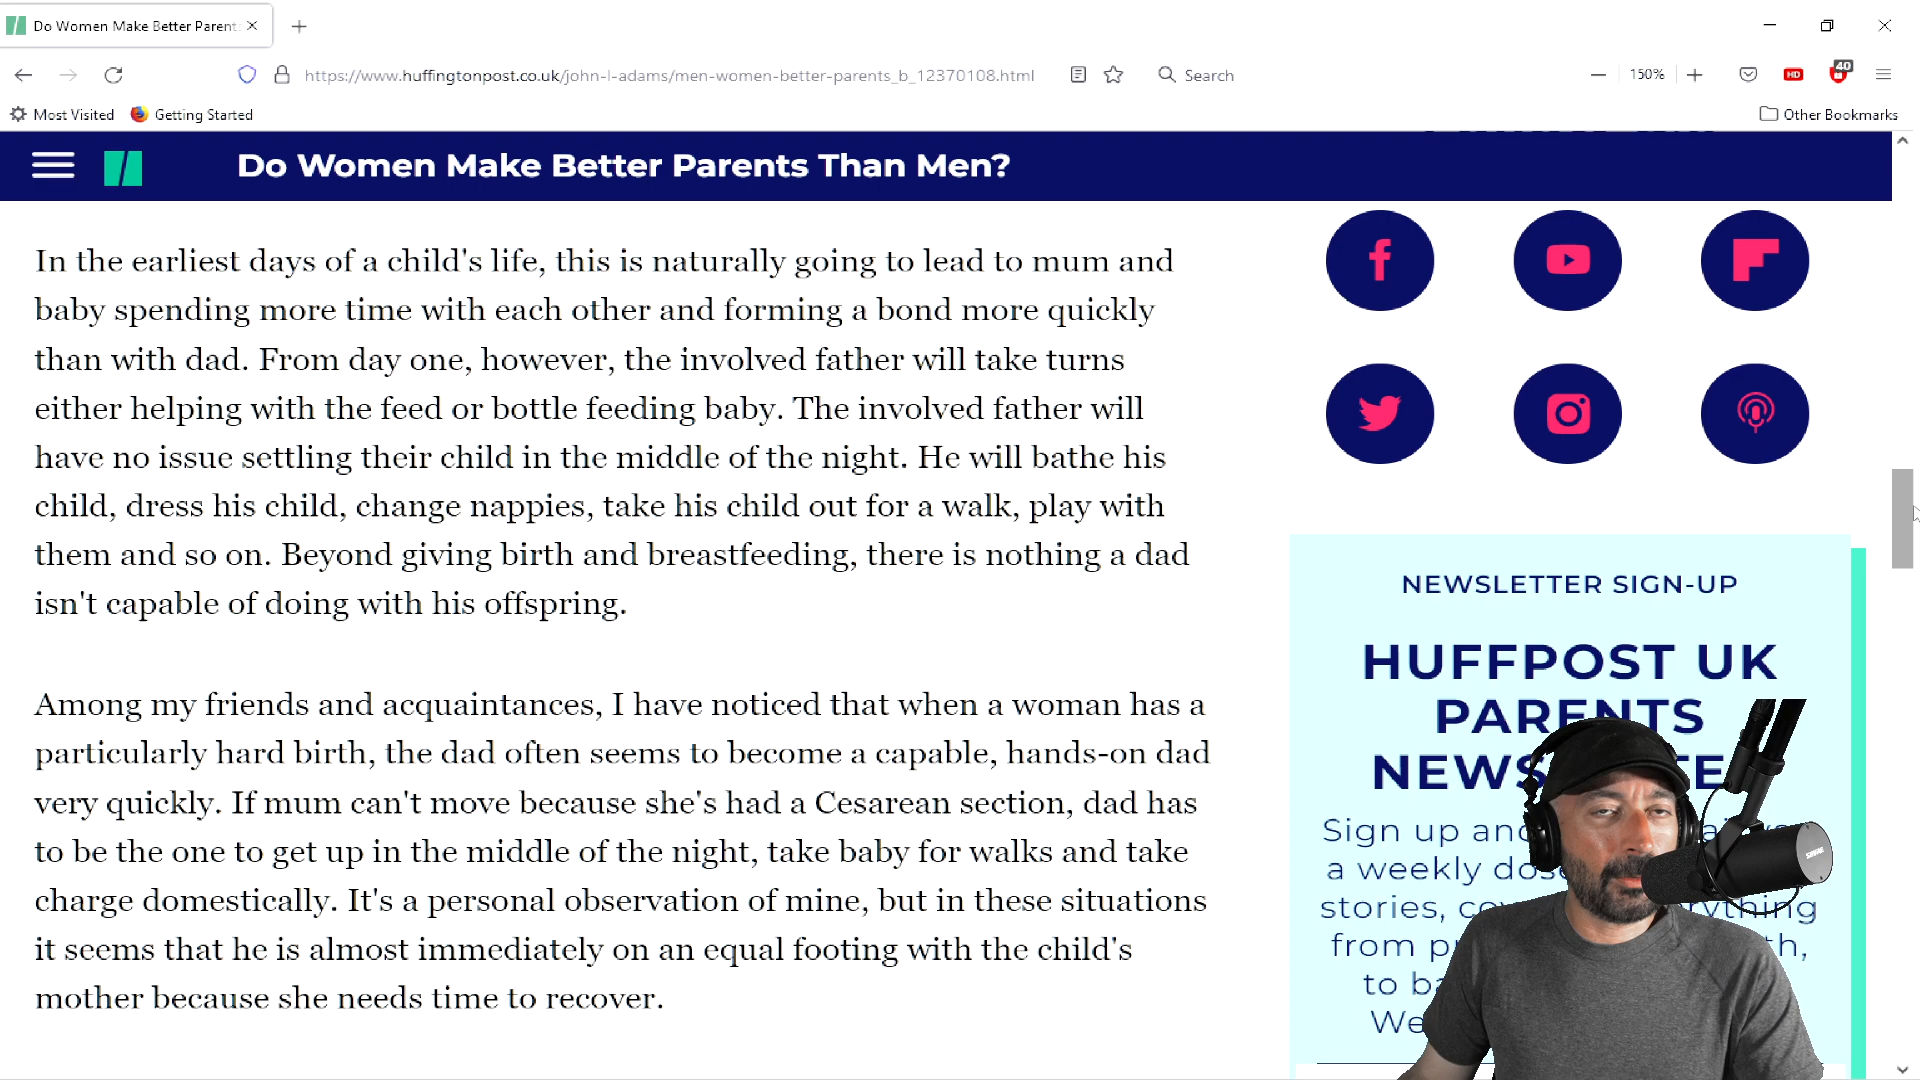 Do Women Make Better Parent
https://www.huffingtonpost.co.uk/john-l-adams/men-women-better-parents_b_12370108.html
Search
150%
HD
40
Most Visited
Getting Started
Other Bookmarks
Do Women Make Better Parents Than Men?
In the earliest days of a child's life, this is naturally going to lead to mum and
baby spending more time with each other and forming a bond more quickly
than with dad. From day one, however, the involved father will take turns
either helping with the feed or bottle feeding baby. The involved father will
have no issue settling their child in the middle of the night. He will bathe his
child, dress his child, change nappies, take his child out for a walk, play with
them and so on. Beyond giving birth and breastfeeding, there is nothing a dad
isn't capable of doing with his offspring.
Among my friends and acquaintances, I have noticed that when a woman has a
particularly hard birth, the dad often seems to become a capable, hands-on dad
very quickly. If mum can't move because she's had a Cesarean section, dad has
to be the one to get up in the middle of the night, take baby for walks and take
charge domestically. It's a personal observation of mine, but in these situations
it seems that he is almost immediately on an equal footing with the child's
mother because she needs time to recover.
NEWSLETTER SIGN-UP
HUFFPOST UK
PARENTS
Sign up and
a weekly
stories,
from
to
SHURE